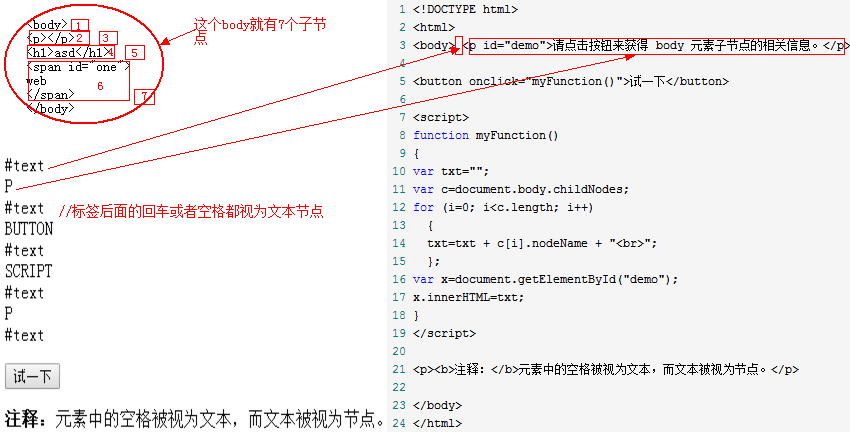 <body> 1
<p></p>2 3
<h1>asd</h1>4 5
<span id="one">
web
6
</span> 7
</body>
这个body就有7个子节
点
#text
P
#text //标签后面的回车或者空格都视为文本节点
BUTTON
#text
SCRIPT
#text
P
#text
试一下
注释：元素中的空格被视为文本，而文本被视为节点。
1 <!DOCTYPE html>
2 <html>
3 <body> <p id="demo">请点击按钮来获得 body 元素子节点的相关信息。</p>
4
5 <button onclick="myFunction()">试一下</button>
6
7 <script>
8 function myFunction()
9 {
10 var txt="";
11 var c=document.body.childNodes;
12 for (i=0; i<c.length; i++)
13 {
14 txt=txt + c[i].nodeName + "<br>";
15 };
16 var x=document.getElementById("demo");
17 x.innerHTML=txt;
18 }
19 </script>
20
21 <p><b>注释：</b>元素中的空格被视为文本，而文本被视为节点。</p>
22
23 </body>
24 </html>